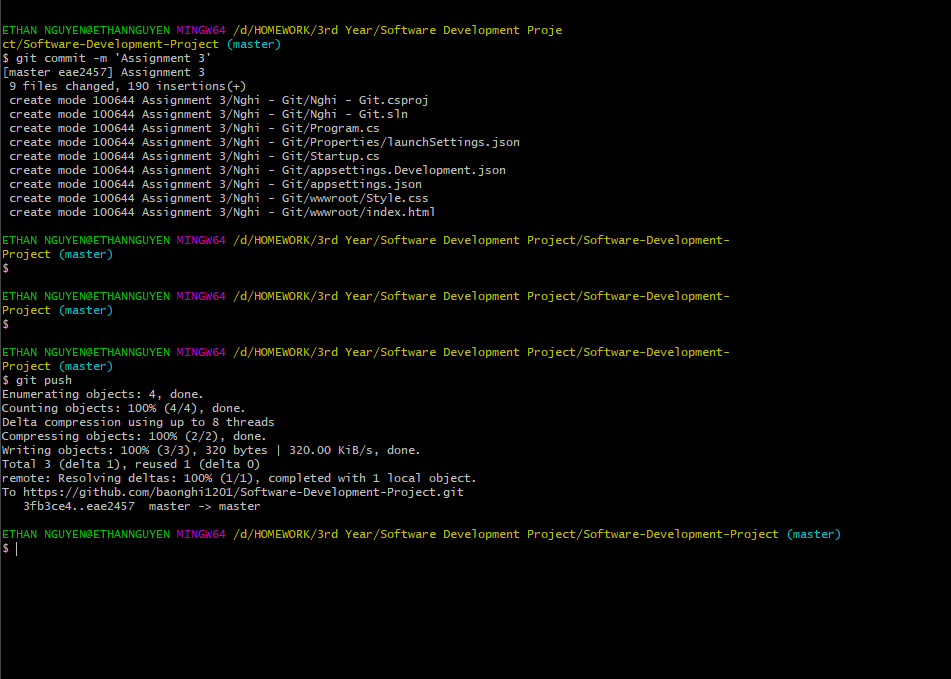 ETHAN NGUYEN@ETHANNGUYEN MINGW64 /d/HOMEWORK/3rd Year/Software Development Proje
ct/Software-Development-Project (master)
$ git commit -m 'Assignment 3'
[master eae2457] Assignment 3
 9 files changed, 190 insertions(+)
 create mode 100644 Assignment 3/Nghi - Git/Nghi - Git.csproj
 create mode 100644 Assignment 3/Nghi - Git/Nghi - Git.sln
 create mode 100644 Assignment 3/Nghi - Git/Program.cs
 create mode 100644 Assignment 3/Nghi - Git/Properties/launchSettings.json
 create mode 100644 Assignment 3/Nghi - Git/Startup.cs
 create mode 100644 Assignment 3/Nghi - Git/appsettings.Development.json
 create mode 100644 Assignment 3/Nghi - Git/appsettings.json
 create mode 100644 Assignment 3/Nghi - Git/wwwroot/Style.css
 create mode 100644 Assignment 3/Nghi - Git/wwwroot/index.html
ETHAN NGUYEN@ETHANNGUYEN MINGW64 /d/HOMEWORK/3rd Year/Software Development Project/Software-Development-
Project (master)
$
ETHAN NGUYEN@ETHANNGUYEN MINGW64 /d/HOMEWORK/3rd Year/Software Development Project/Software-Development-
Project (master)
$
ETHAN NGUYEN@ETHANNGUYEN MINGW64 /d/HOMEWORK/3rd Year/Software Development Project/Software-Development-
Project (master)
$ git push
Enumerating objects: 4, done.
Counting objects: 100% (4/4), done.
Delta compression using up to 8 threads
Compressing objects: 100% (2/2), done.
Writing objects: 100% (3/3), 320 bytes | 320.00 KiB/s, done.
Total 3 (delta 1), reused 1 (delta 0)
remote: Resolving deltas: 100% (1/1), completed with 1 local object.
To https://github.com/baonghi1201/Software-Development-Project.git
   3fb3ce4..eae2457  master -> master
ETHAN NGUYEN@ETHANNGUYEN MINGW64 /d/HOMEWORK/3rd Year/Software Development Project/Software-Development-Project (master)
$